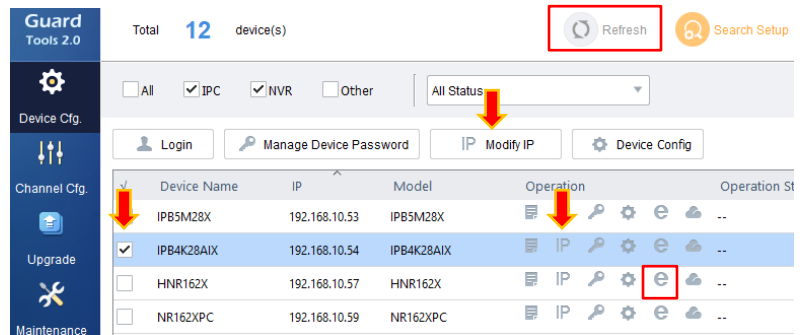 Guard
Tools 2.0
Total 12 device(s)
Refresh
Search Setup
All IPC NVR Other All Status
Device Cfg.
Login Manage Device Password IP Modify IP Device Config
Channel Cfg.
√ Device Name IP Model Operation Operation St
IPB5M28X 192.168.10.53 IPB5M28X --
IPB4K28AIX 192.168.10.54 IPB4K28AIX IP --
Upgrade
HNR162X 192.168.10.57 HNR162X IP --
NR162XPC 192.168.10.59 NR162XPC IP --
Maintenance